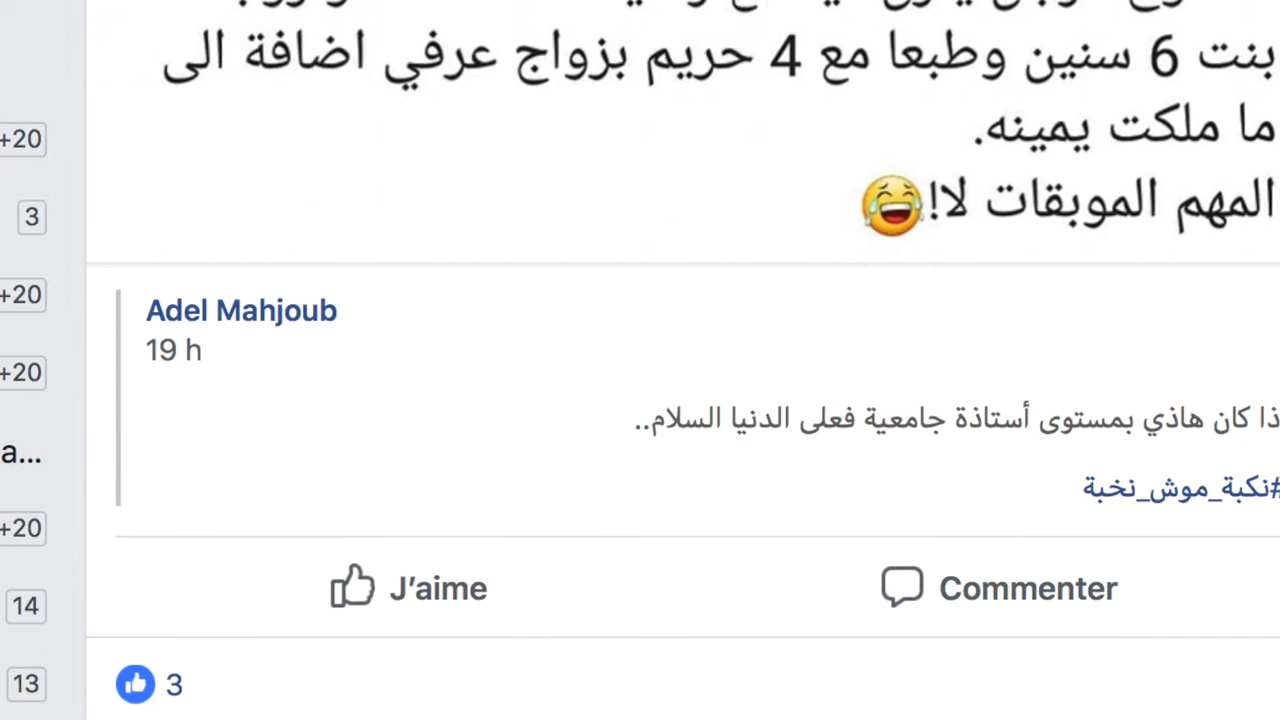 بنت 6 سنين وطبعا مع 4 حريم بزواج عرفي اضافة الى
ما ملكت يمينه.
المهم الموبقات لا!😂
Adel Mahjoub
19 h
كان هاذي بمستوى أستاذة جامعية فعلى الدنيا السلام..
#نكبة_موش_نخبة
J’aime
Commenter
3
+20
3
+20
+20
a...
+20
14
13